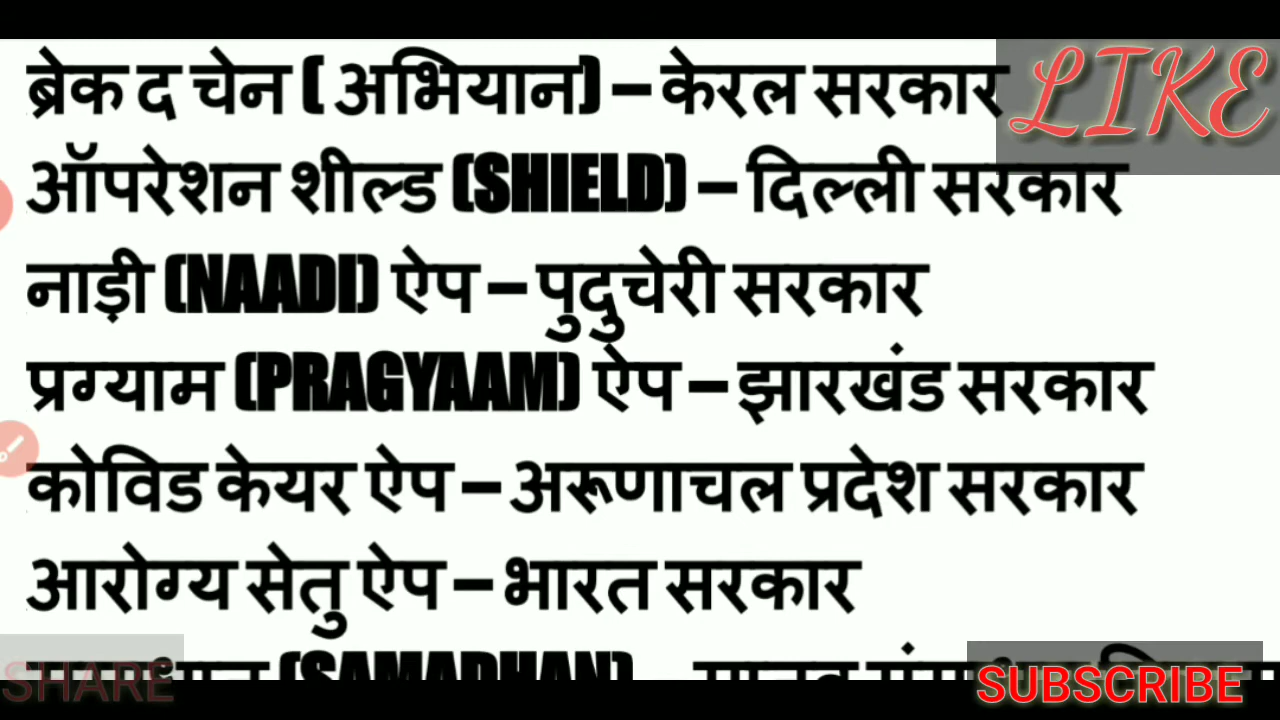 ब्रेक द चेन ( अभियान) – केरल सरकार
LIKE
ऑपरेशन शील्ड (SHIELD) – दिल्ली सरकार
नाड़ी (NAADI) ऐप – पुदुचेरी सरकार
प्रग्याम (PRAGYAAM) ऐप – झारखंड सरकार
कोविड केयर ऐप – अरूणाचल प्रदेश सरकार
आरोग्य सेतु ऐप – भारत सरकार
(SAMADHAN) –
SHARE
SUBSCRIBE